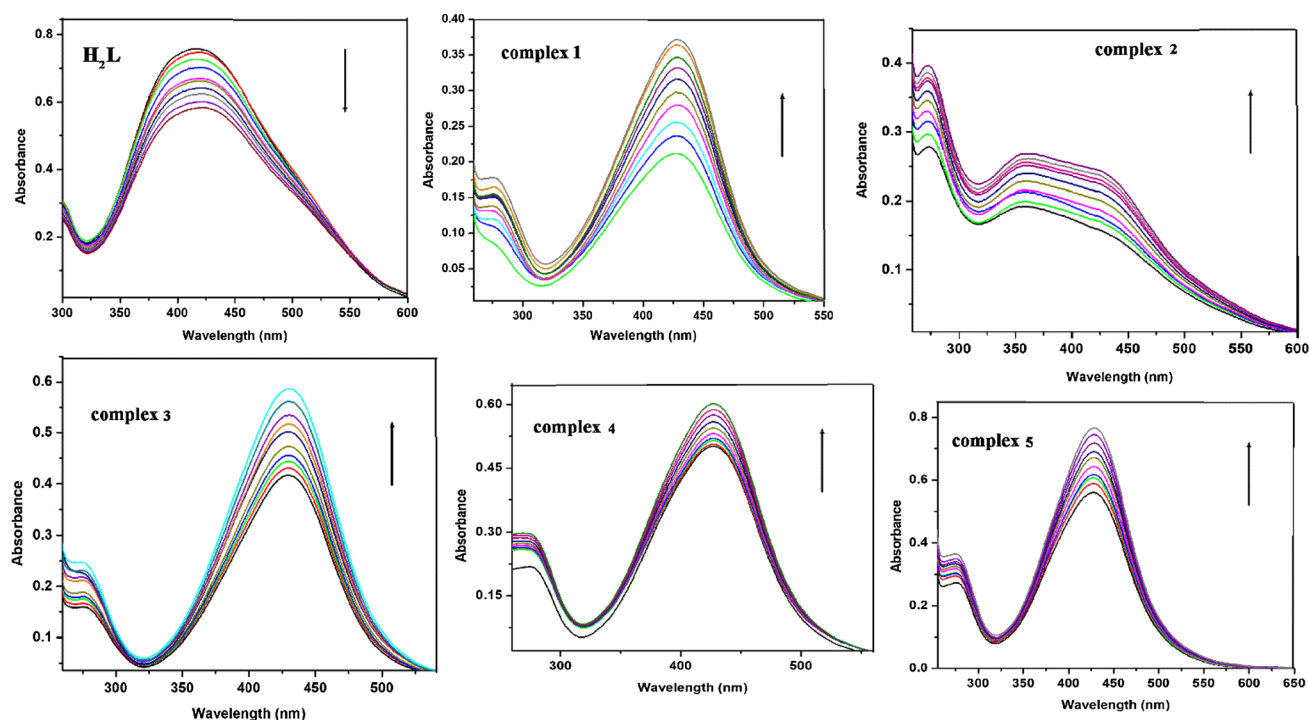 H₂L
0.8
0.6
0.4
0.2
300 350 400 450 500 550 600
Wavelength (nm)
Absorbance
complex 1
0.40
0.35
0.30
0.25
0.20
0.15
0.10
0.05
300 350 400 450 500 550
Wavelength (nm)
Absorbance
complex 2
0.4
0.3
0.2
0.1
300 350 400 450 500 550 600
Wavelength (nm)
Absorbance
complex 3
0.6
0.5
0.4
0.3
0.2
0.1
300 350 400 450 500
Wavelength (nm)
Absorbance
complex 4
0.60
0.45
0.30
0.15
300 400 500
Wavelength (nm)
Absorbance
complex 5
0.8
0.6
0.4
0.2
0.0
300 350 400 450 500 550 600 650
Wavelength (nm)
Absorbance